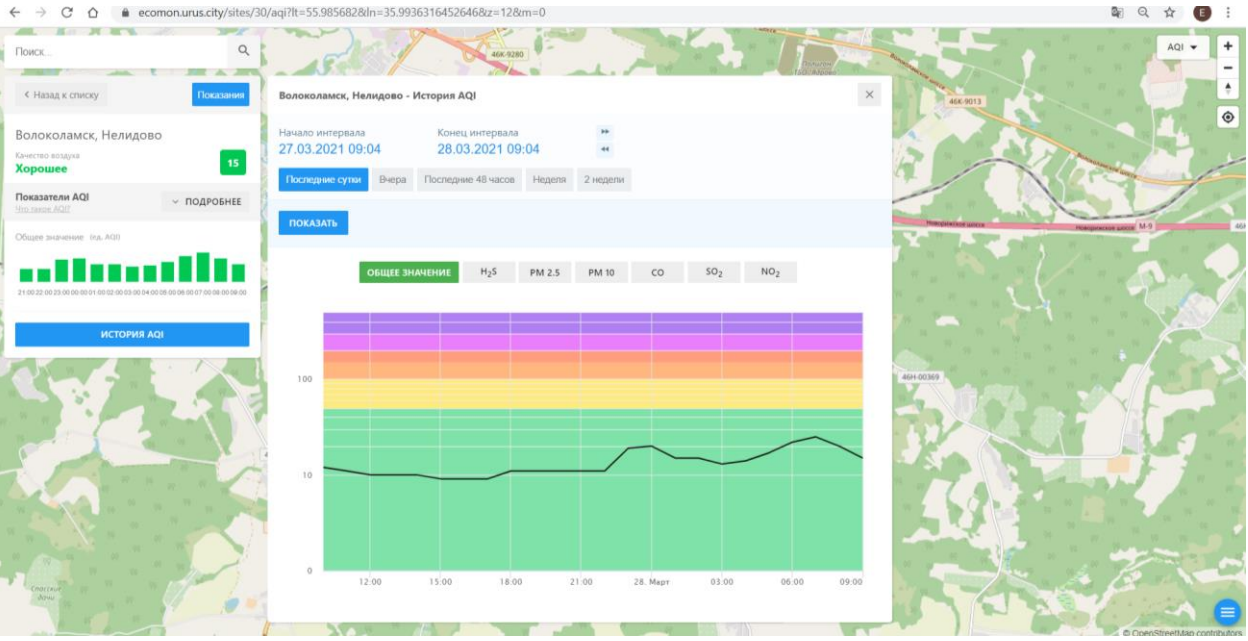 ecomon.urus.city/sites/30/aqi?lt=55.985682&ln=35.9936316452646&z=12&m=0
E
Поиск...
AQI
+
−
Назад к списку
Показания
Волоколамск, Нелидово
Качество воздуха
Хорошее
15
Показатели AQI
Что такое AQI?
ПОДРОБНЕЕ
Общее значение (ед. AQI)
21:00 22:00 23:00 00:00 01:00 02:00 03:00 04:00 05:00 06:00 07:00 08:00 09:00
ИСТОРИЯ AQI
Волоколамск, Нелидово - История AQI
Начало интервала
27.03.2021 09:04
Конец интервала
28.03.2021 09:04
Последние сутки
Вчера
Последние 48 часов
Неделя
2 недели
ПОКАЗАТЬ
ОБЩЕЕ ЗНАЧЕНИЕ
H2S
PM 2.5
PM 10
CO
SO2
NO2
100
10
0
12:00
15:00
18:00
21:00
28. Март
03:00
06:00
09:00
46К-9280
46К-9013
Волоколамское шоссе
Новорижское шоссе
М-9
Новорижское шоссе
46Н-00369
Спасские дачи
© OpenStreetMap contributors